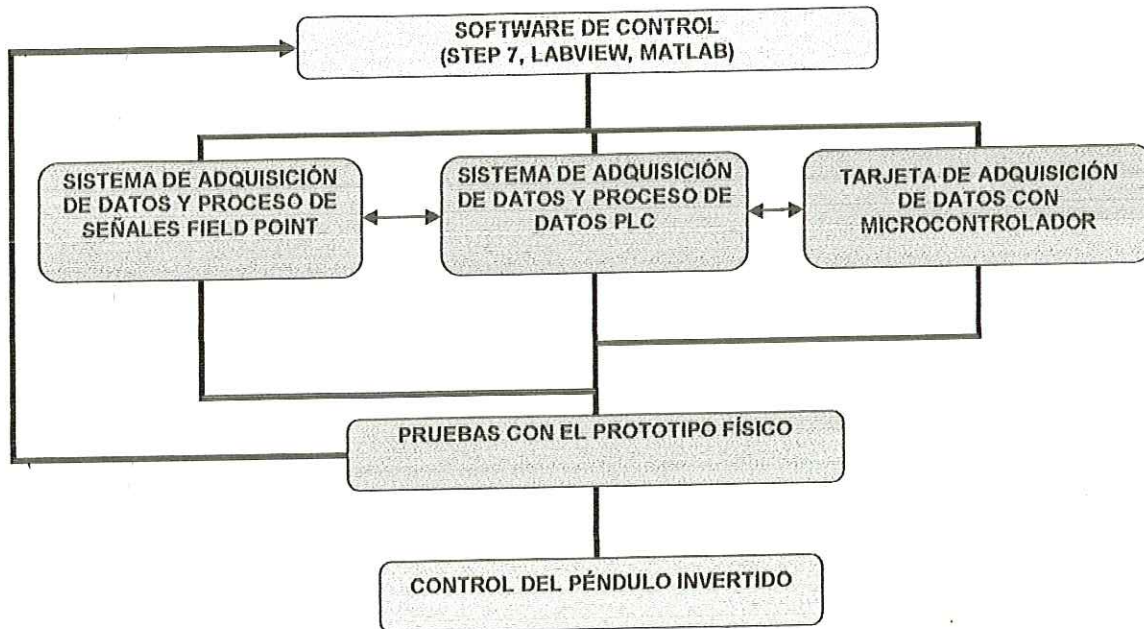 SOFTWARE DE CONTROL
(STEP 7, LABVIEW, MATLAB)
SISTEMA DE ADQUISICIÓN
DE DATOS Y PROCESO DE
SEÑALES FIELD POINT
SISTEMA DE ADQUISICIÓN
DE DATOS Y PROCESO DE
DATOS PLC
TARJETA DE ADQUISICIÓN
DE DATOS CON
MICROCONTROLADOR
PRUEBAS CON EL PROTOTIPO FÍSICO
CONTROL DEL PÉNDULO INVERTIDO